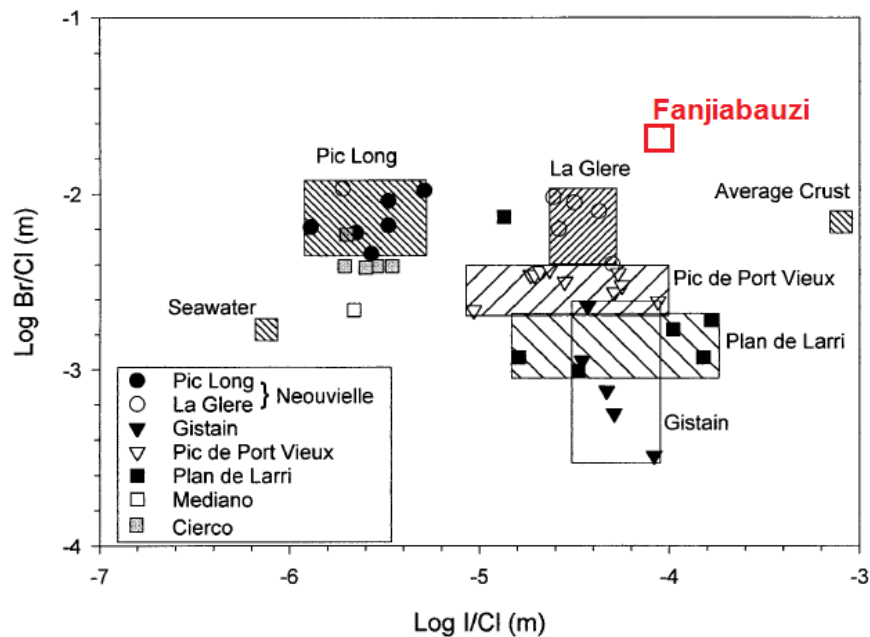 -1
Fanjiabauzi
Pic Long
La Glere
Average Crust
-2
Log Br/Cl (m)
Pic de Port Vieux
Seawater
Plan de Larri
-3
Pic Long
La Glere } Neouvielle
Gistain
Gistain
Pic de Port Vieux
Plan de Larri
Mediano
Cierco
-4
-7 -6 -5 -4 -3
Log I/Cl (m)